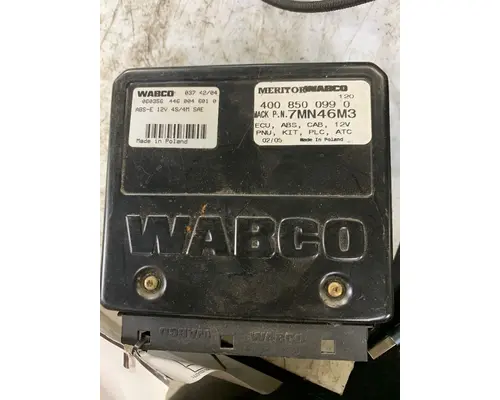 WABCO 037 42/04
060356 446 004 601 0
ABS-E 12V 4S/4M SAE
Made in Poland
MERITOR WABCO
120
400 850 099 0
MACK P.N. 7MN46M3
ECU, ABS, CAB, 12V
PNU, KIT, PLC, ATC
02/05 Made in Poland
WABCO
WABCO WABCO